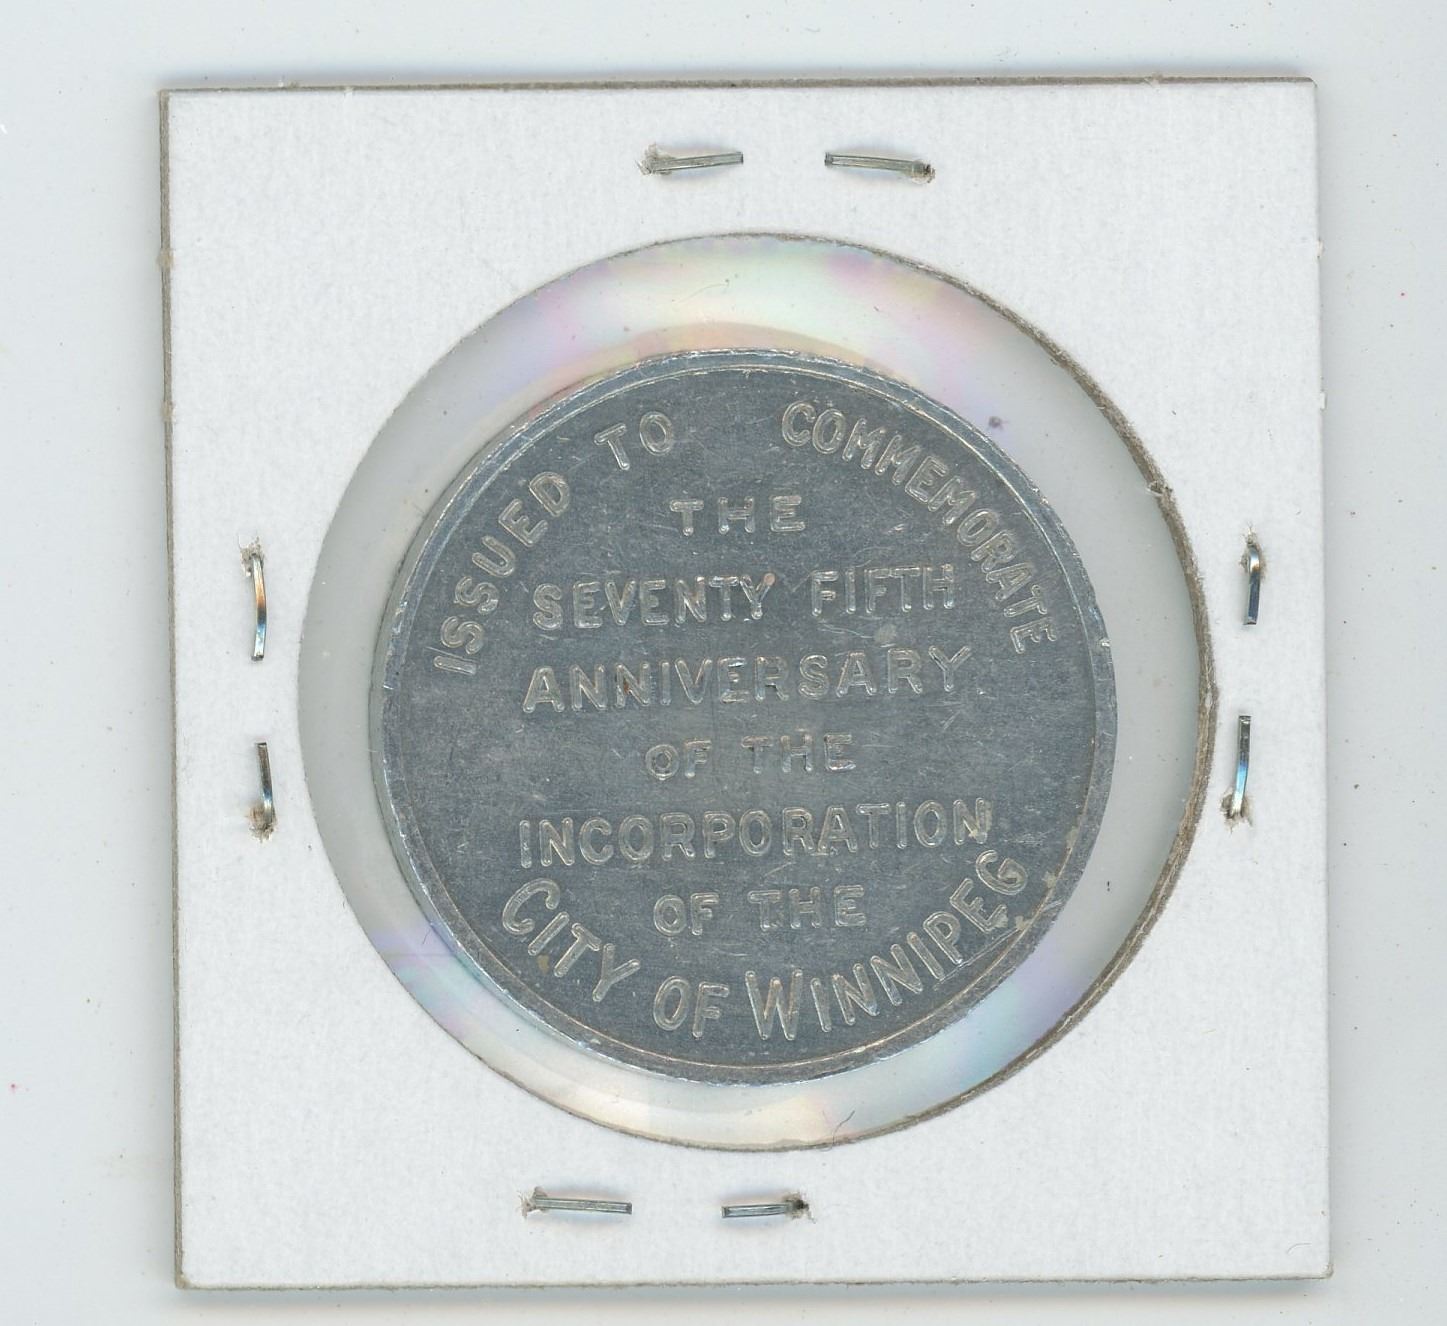 ISSUED TO COMMEMORATE
THE
SEVENTY FIFTH
ANNIVERSARY
OF THE
INCORPORATION
OF THE
CITY OF WINNIPEG